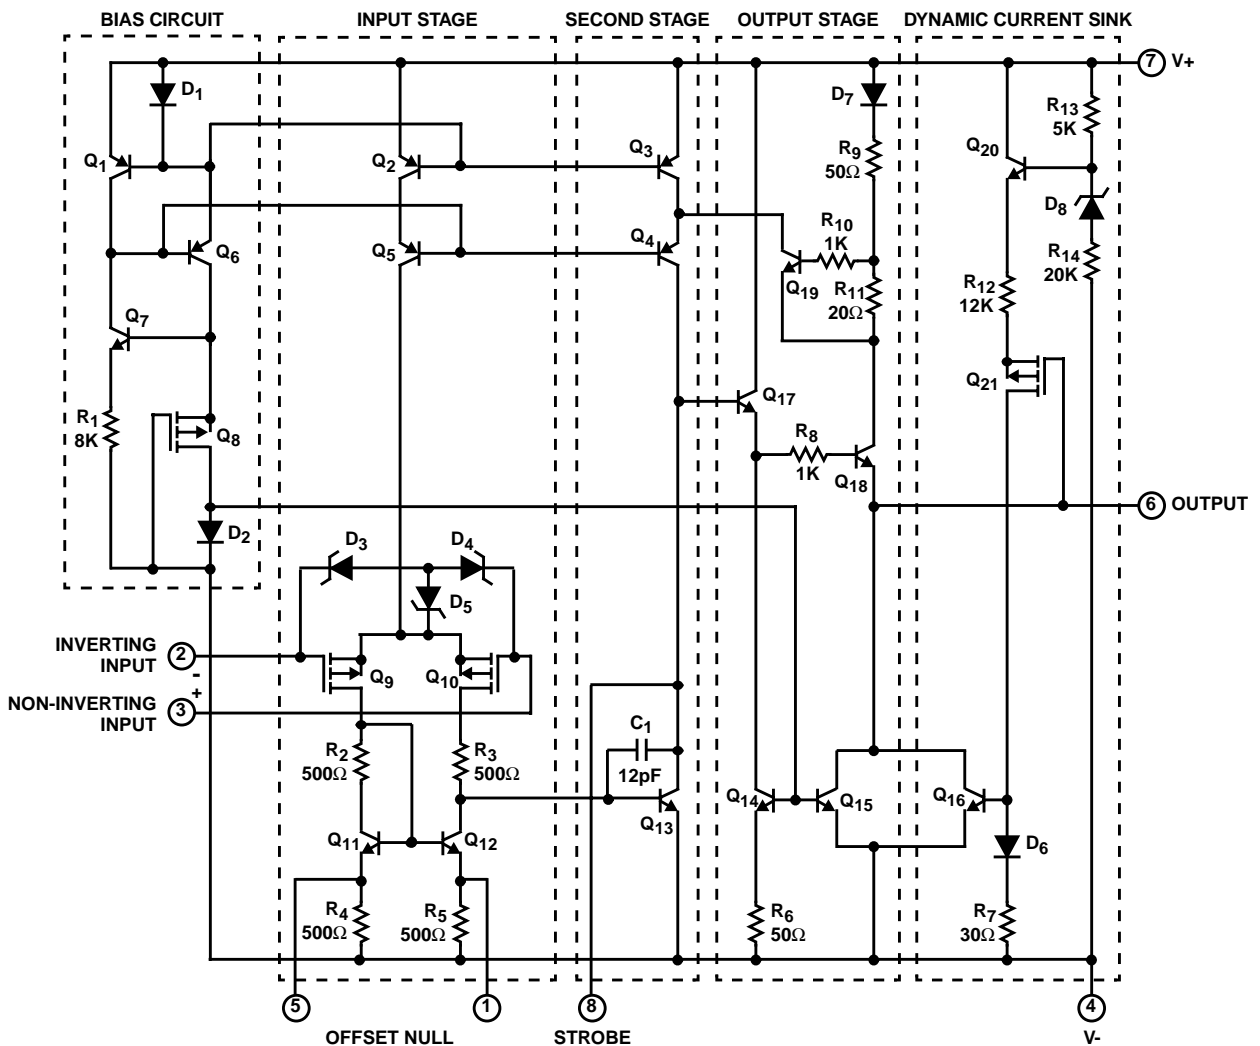 BIAS CIRCUIT
INPUT STAGE
SECOND STAGE
OUTPUT STAGE
DYNAMIC CURRENT SINK
7 V+
D1
D7
R13
5K
Q1
Q2
Q3
R9
50Ω
Q20
D8
Q6
Q5
Q4
R10
1K
Q19
R11
20Ω
R14
20K
R12
12K
Q7
Q21
Q17
R1
8K
Q8
R8
1K
Q18
6 OUTPUT
D2
D3
D4
D5
INVERTING
INPUT
2
-
Q9
Q10
NON-INVERTING
INPUT
3
+
R2
500Ω
R3
500Ω
C1
12pF
Q14
Q15
Q16
Q13
Q11
Q12
D6
R4
500Ω
R5
500Ω
R6
50Ω
R7
30Ω
5
1
8
4
OFFSET NULL
STROBE
V-